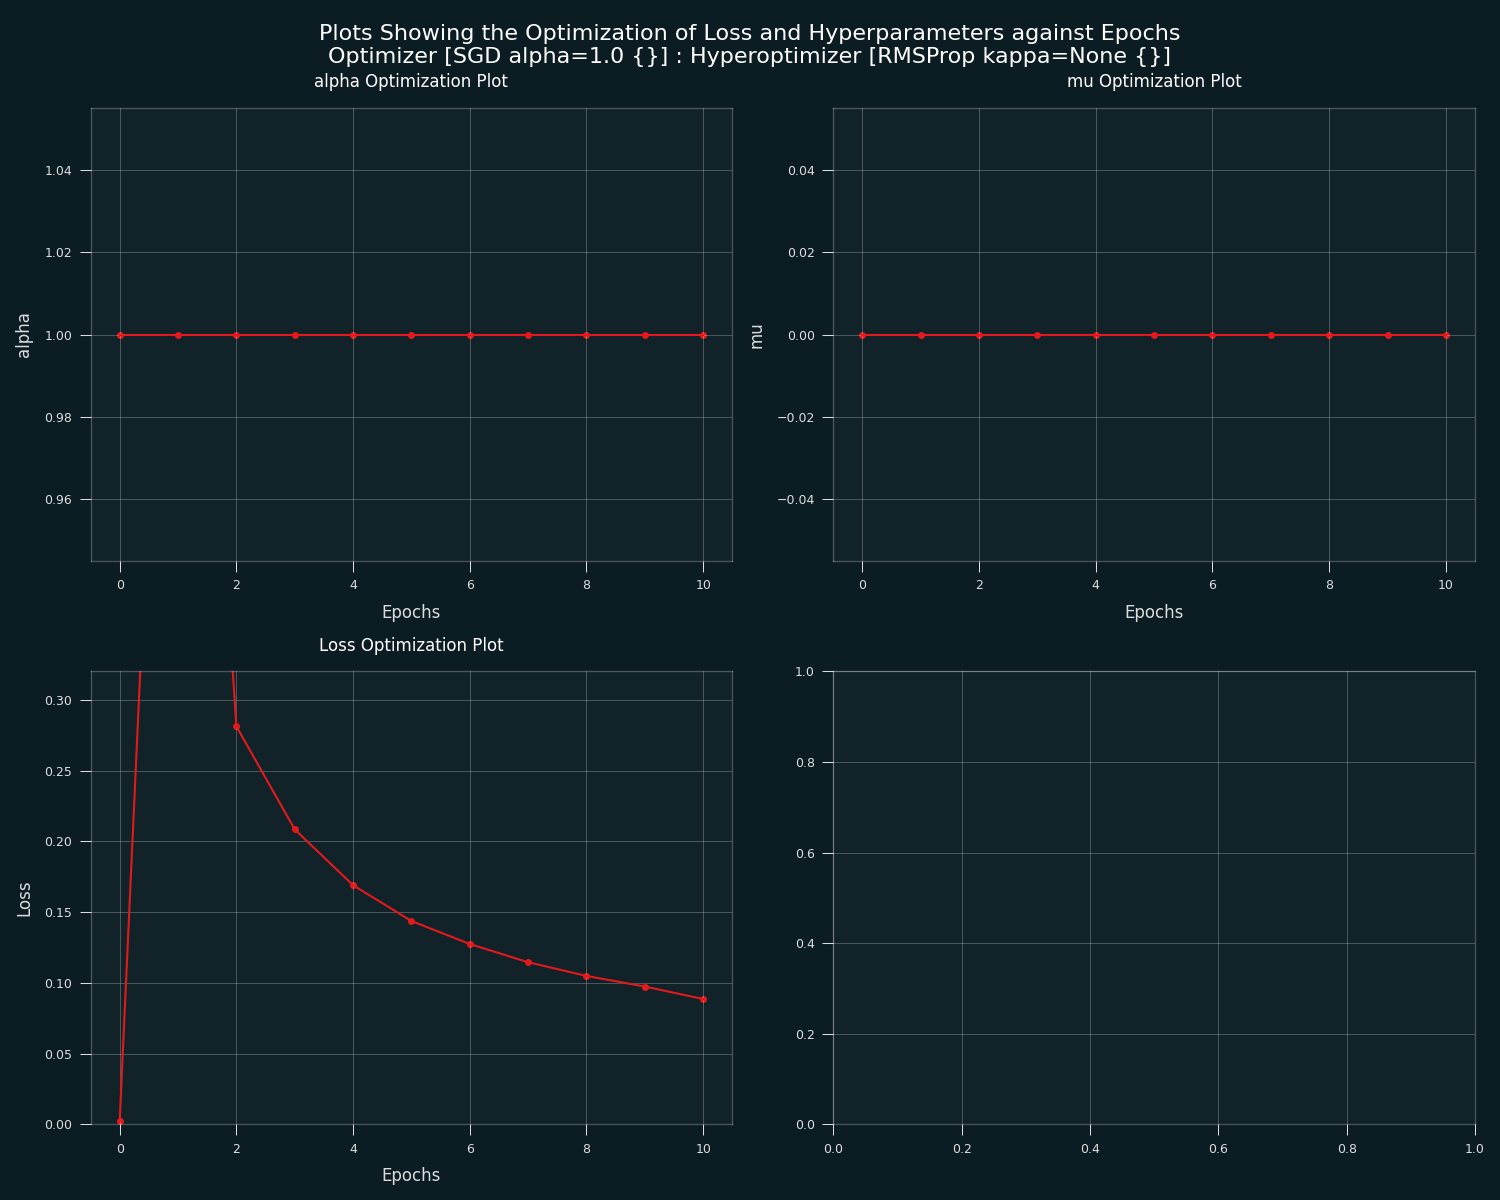 Plots Showing the Optimization of Loss and Hyperparameters against Epochs
Optimizer [SGD alpha=1.0 {}] : Hyperoptimizer [RMSProp kappa=None {}]
alpha Optimization Plot
1.04
1.02
1.00
0.98
0.96
alpha
0 2 4 6 8 10
Epochs
mu Optimization Plot
0.04
0.02
0.00
−0.02
−0.04
mu
0 2 4 6 8 10
Epochs
Loss Optimization Plot
0.30
0.25
0.20
0.15
0.10
0.05
0.00
Loss
0 2 4 6 8 10
Epochs
1.0
0.8
0.6
0.4
0.2
0.0
0.0 0.2 0.4 0.6 0.8 1.0